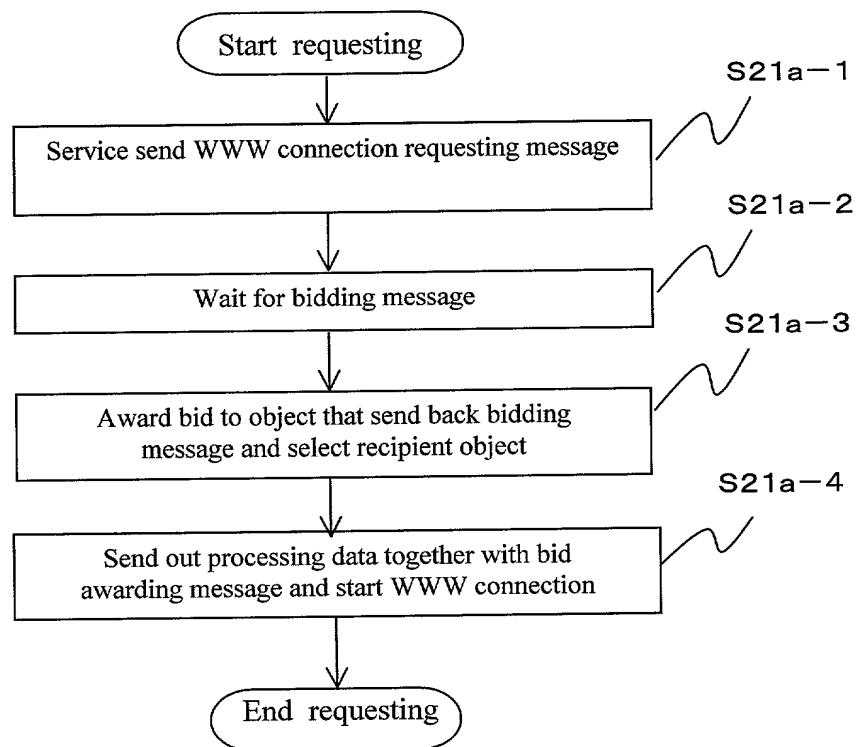 Start requesting
S21a-1
Service send WWW connection requesting message
S21a-2
Wait for bidding message
S21a-3
Award bid to object that send back bidding
message and select recipient object
S21a-4
Send out processing data together with bid
awarding message and start WWW connection
End requesting